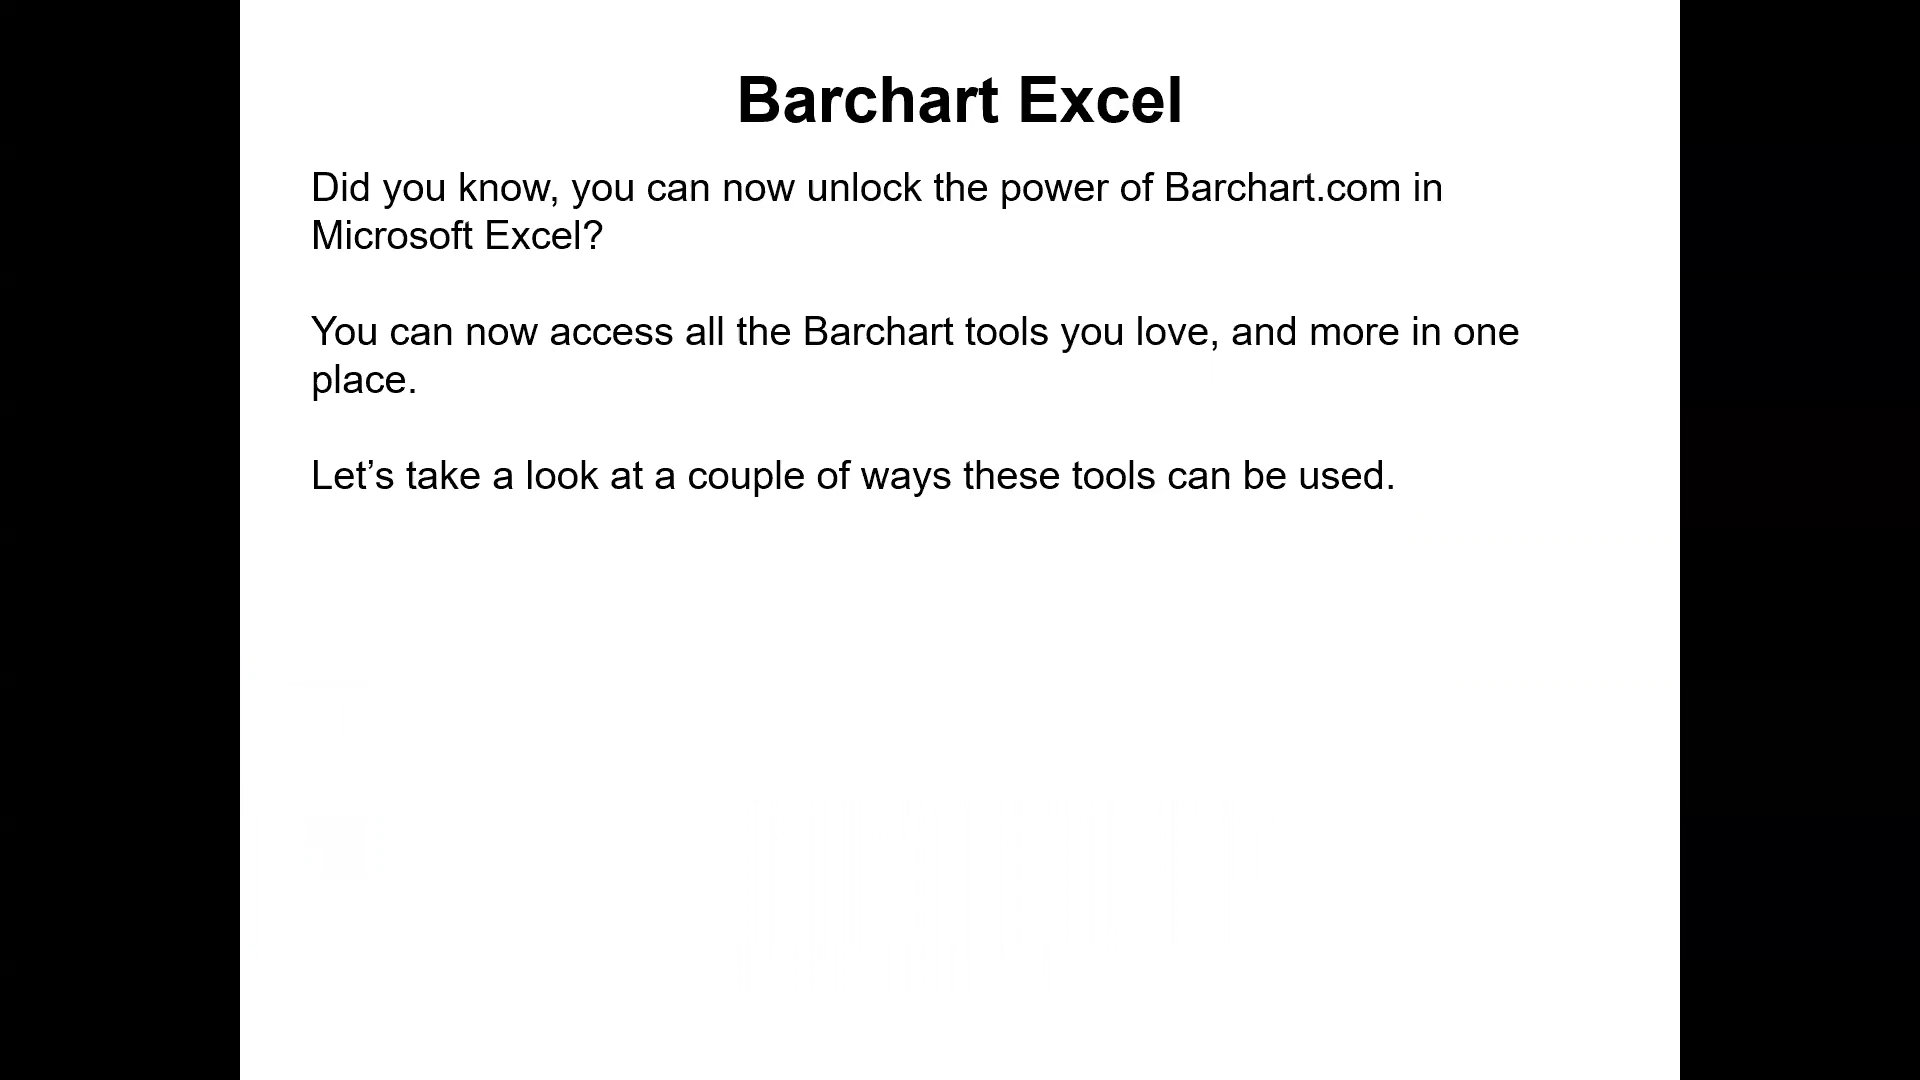 Barchart Excel
Did you know, you can now unlock the power of Barchart.com in
Microsoft Excel?
You can now access all the Barchart tools you love, and more in one
place.
Let’s take a look at a couple of ways these tools can be used.